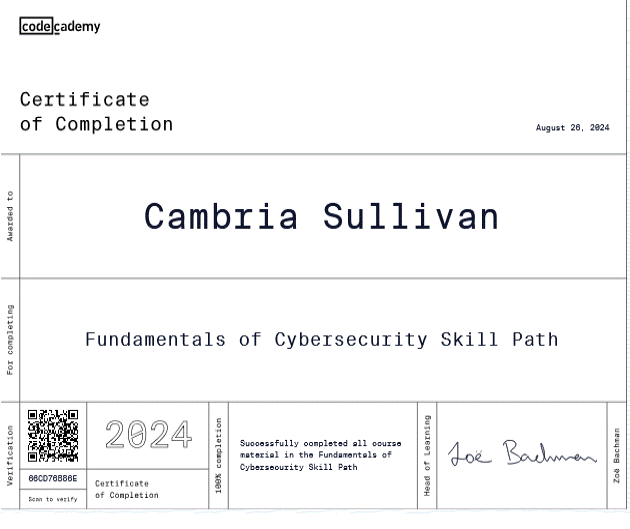 codecademy
Certificate
of Completion
August 26, 2024
Awarded to
Cambria Sullivan
For completing
Fundamentals of Cybersecurity Skill Path
Verification
66CD76B86E
Scan to verify
2024
Certificate
of Completion
100% completion
Successfully completed all course
material in the Fundamentals of
Cybersecurity Skill Path
Head of Learning
Zoë Bachman
Zoë Bachman